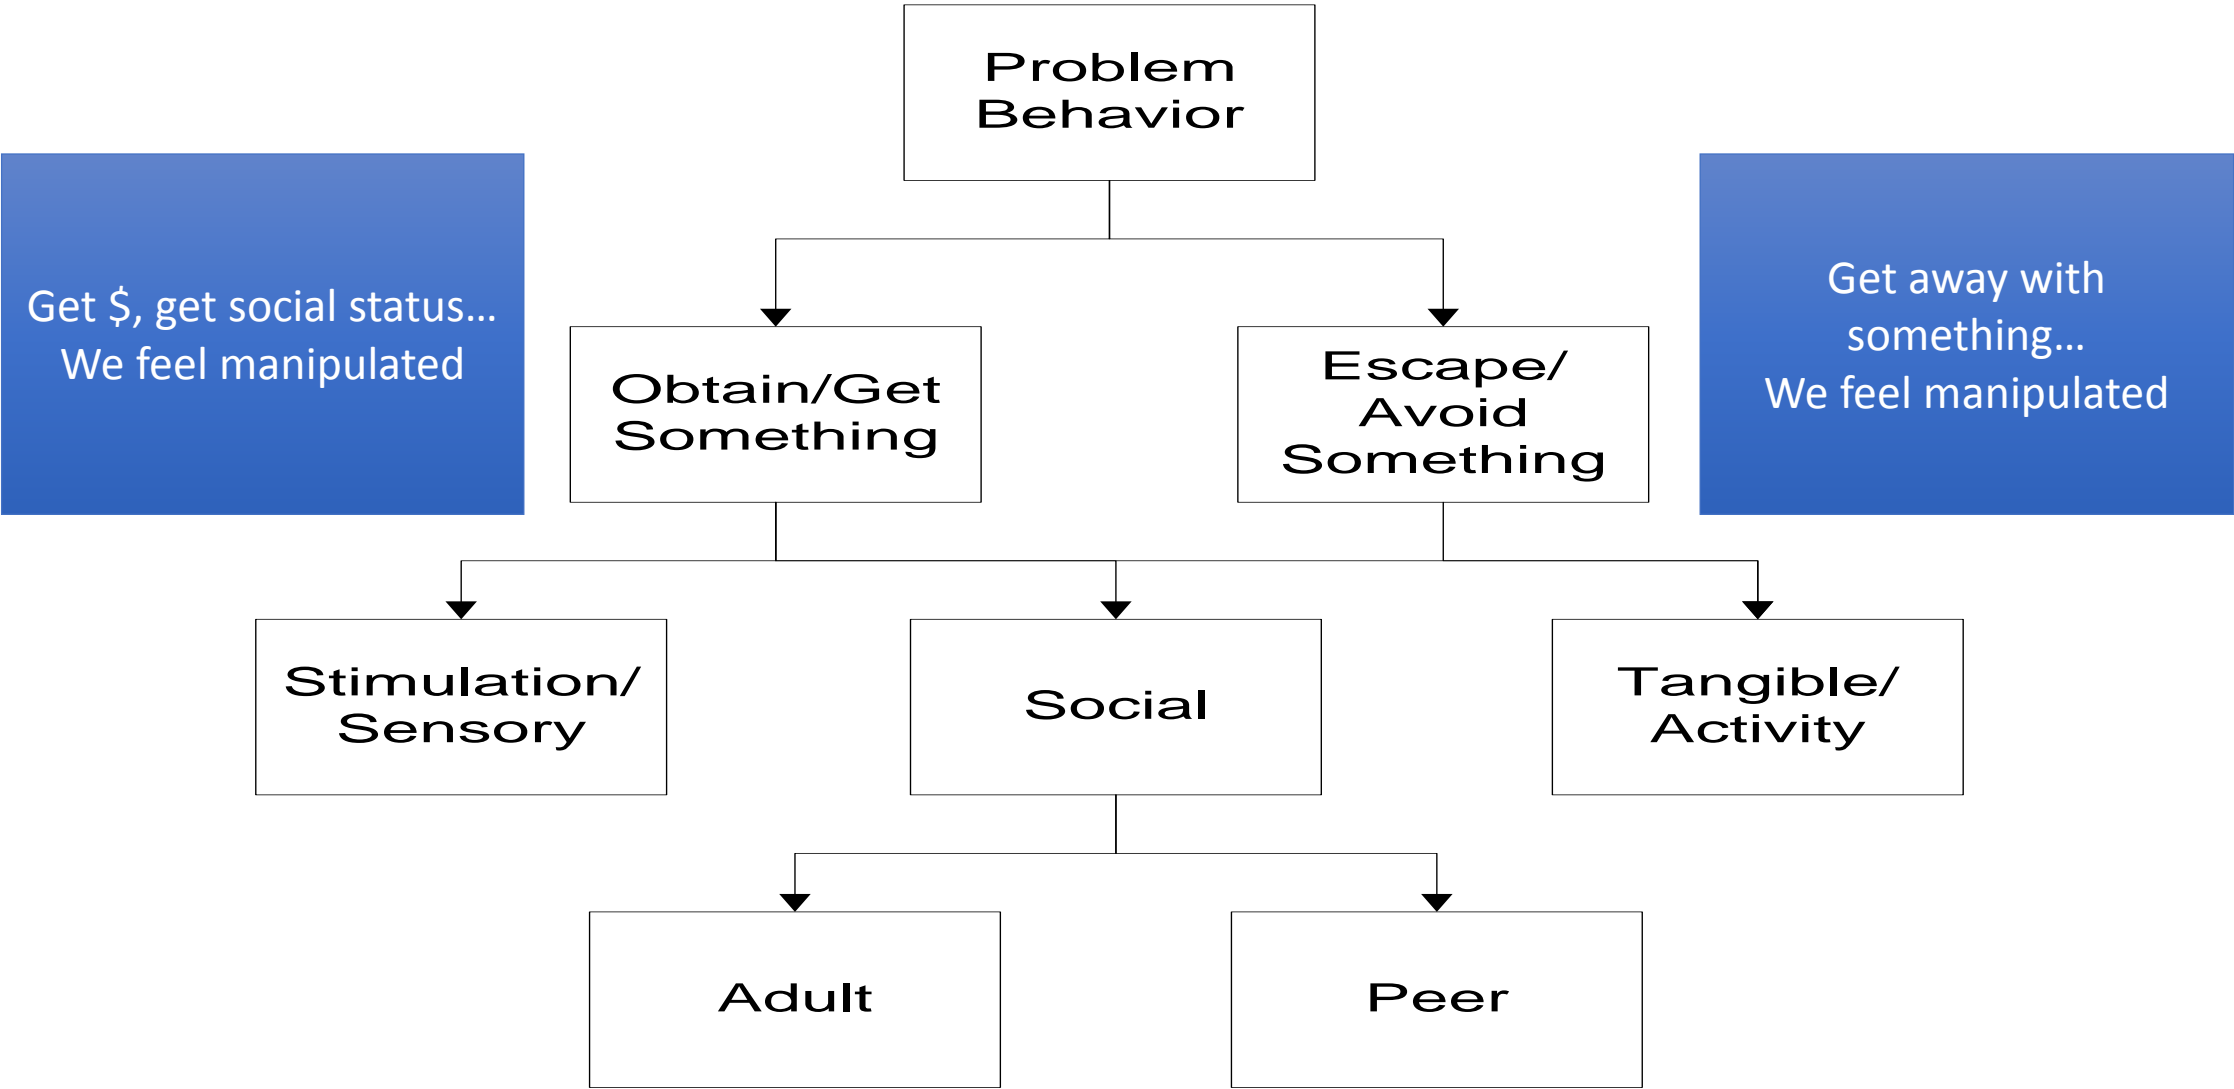 Problem
Behavior
Get $, get social status...
We feel manipulated
Get away with
something...
We feel manipulated
Obtain/Get
Something
Escape/
Avoid
Something
Stimulation/
Sensory
Social
Tangible/
Activity
Adult
Peer